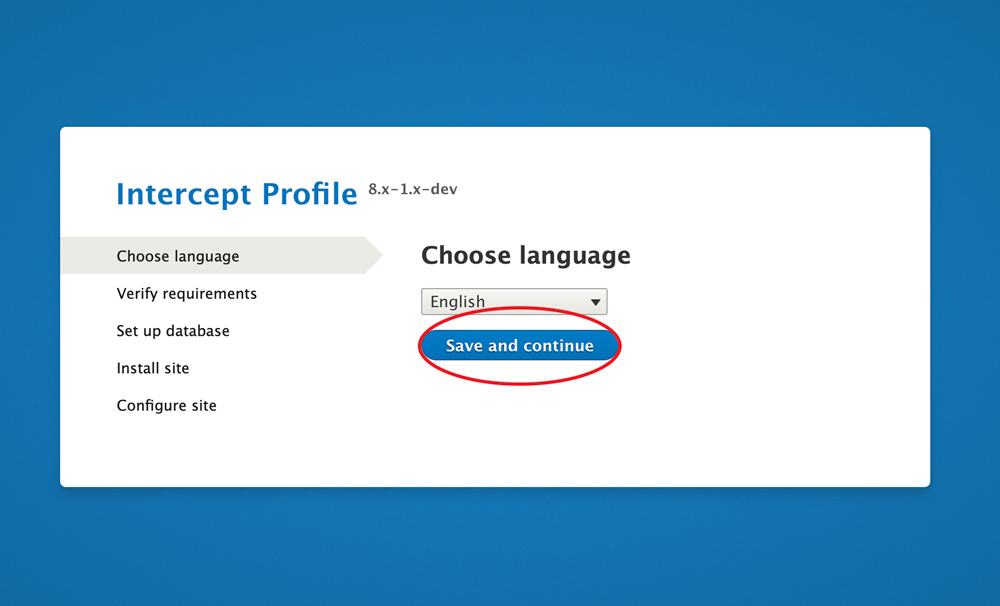 Intercept Profile 8.x-1.x-dev
Choose language
Verify requirements
Set up database
Install site
Configure site
Choose language
English
Save and continue